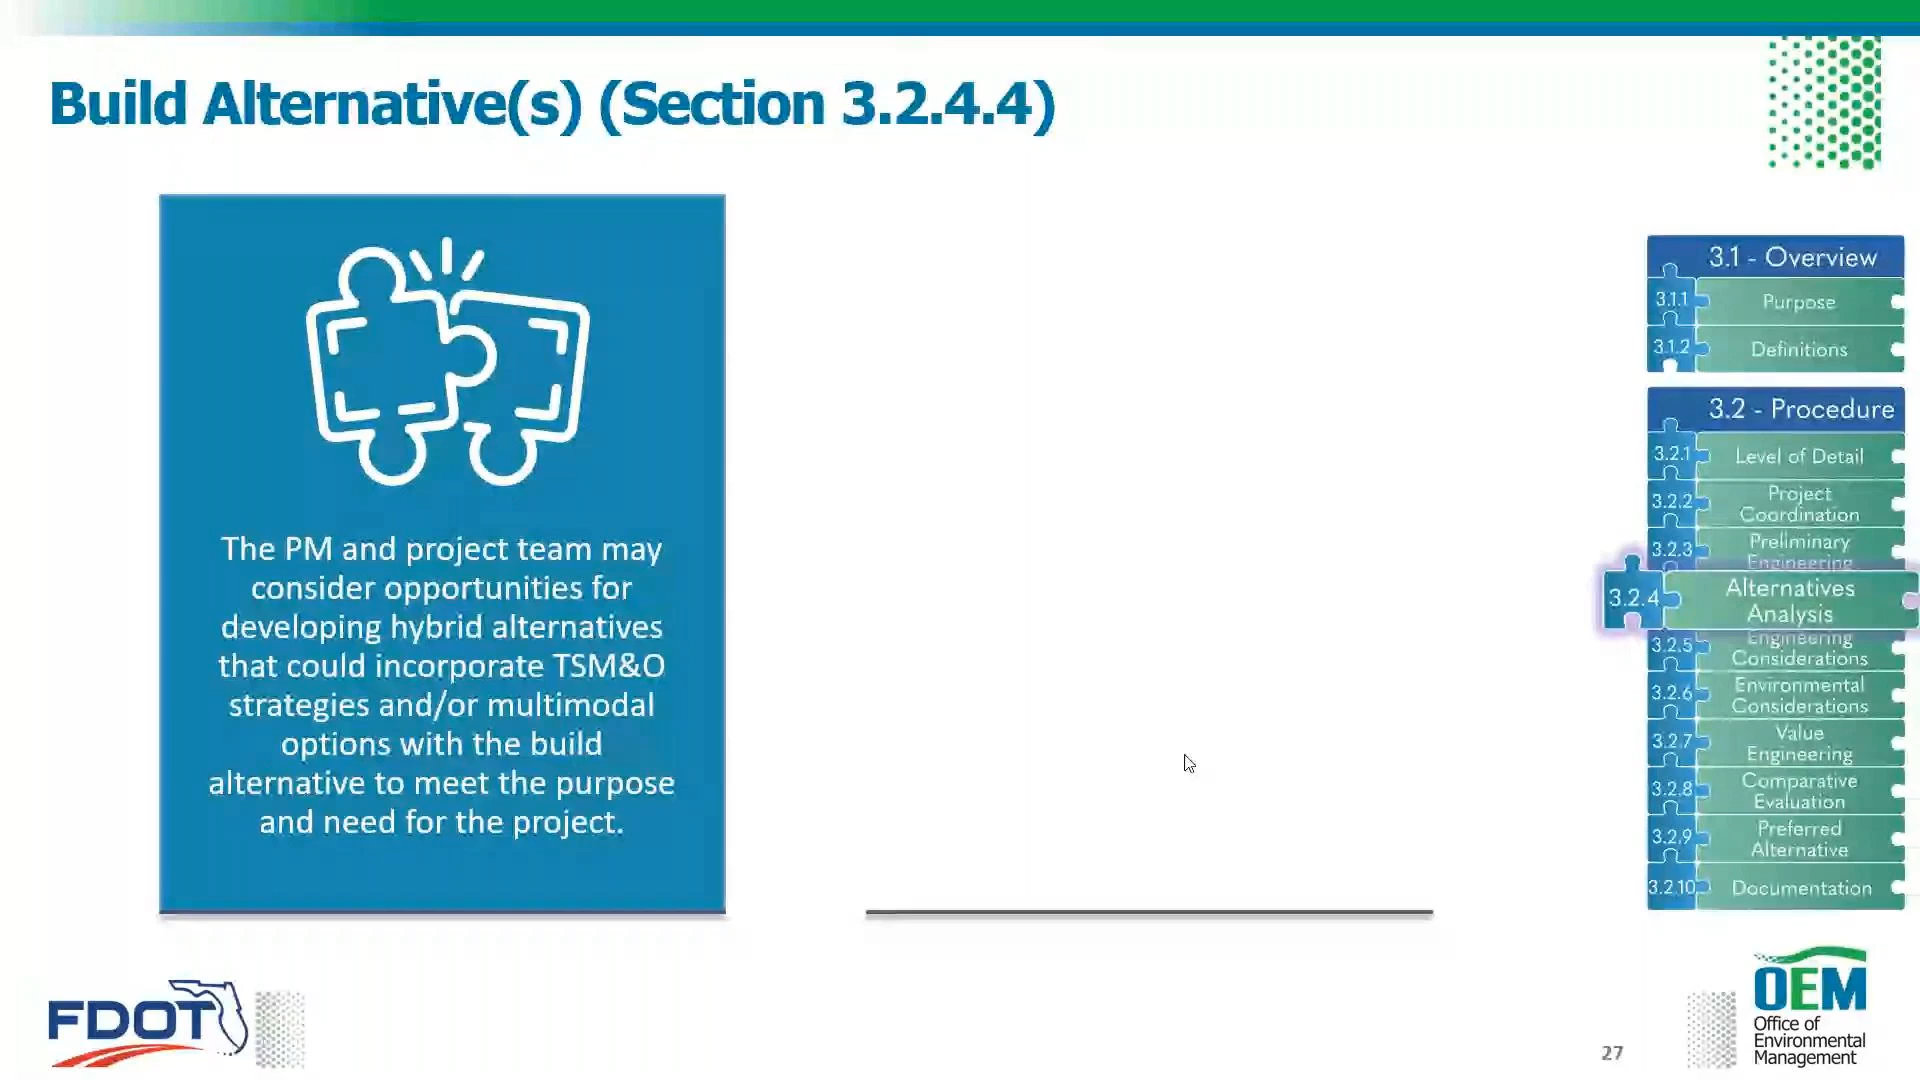 Build Alternative(s) (Section 3.2.4.4)
The PM and project team may
consider opportunities for
developing hybrid alternatives
that could incorporate TSM&O
strategies and/or multimodal
options with the build
alternative to meet the purpose
and need for the project.
3.1 - Overview
3.1.1 Purpose
3.1.2 Definitions
3.2 - Procedure
3.2.1 Level of Detail
3.2.2 Project
Coordination
3.2.3 Preliminary
Engineering
3.2.4 Alternatives
Analysis
3.2.5 Engineering
Considerations
3.2.6 Environmental
Considerations
3.2.7 Value
Engineering
3.2.8 Comparative
Evaluation
3.2.9 Preferred
Alternative
3.2.10 Documentation
FDOT
27
OEM
Office of
Environmental
Management